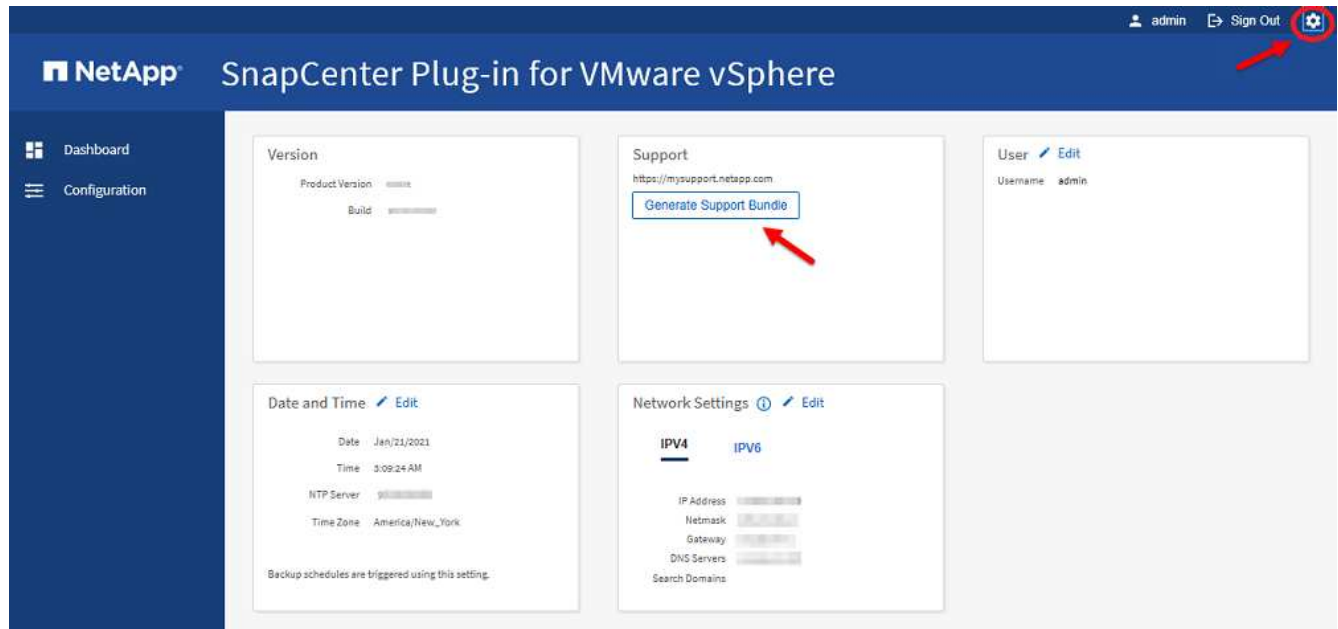 admin Sign Out
NetApp SnapCenter Plug-in for VMware vSphere
Dashboard
Configuration
Version
Product Version
Build
Support
https://mysupport.netapp.com
Generate Support Bundle
User Edit
Username admin
Date and Time Edit
Date Jan/21/2021
Time 3:09:24 AM
NTP Server
Time Zone America/New_York
Backup schedules are triggered using this setting.
Network Settings Edit
IPV4 IPV6
IP Address
Netmask
Gateway
DNS Servers
Search Domains